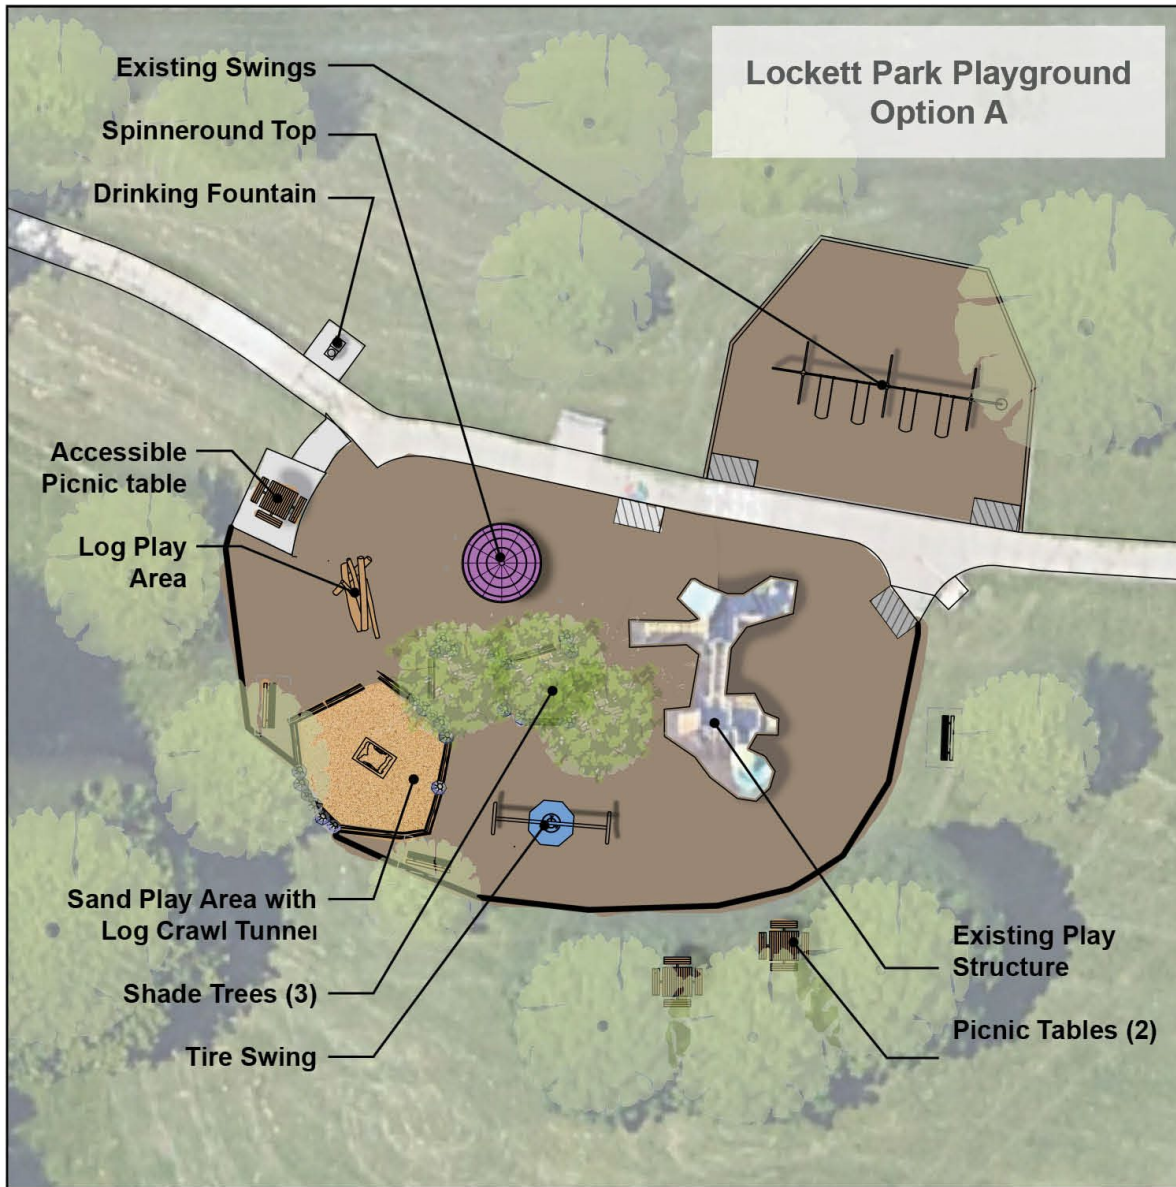 Lockett Park Playground
Option A
Existing Swings
Spinneround Top
Drinking Fountain
Accessible
Picnic table
Log Play
Area
Sand Play Area with
Log Crawl Tunnel
Shade Trees (3)
Tire Swing
Existing Play
Structure
Picnic Tables (2)